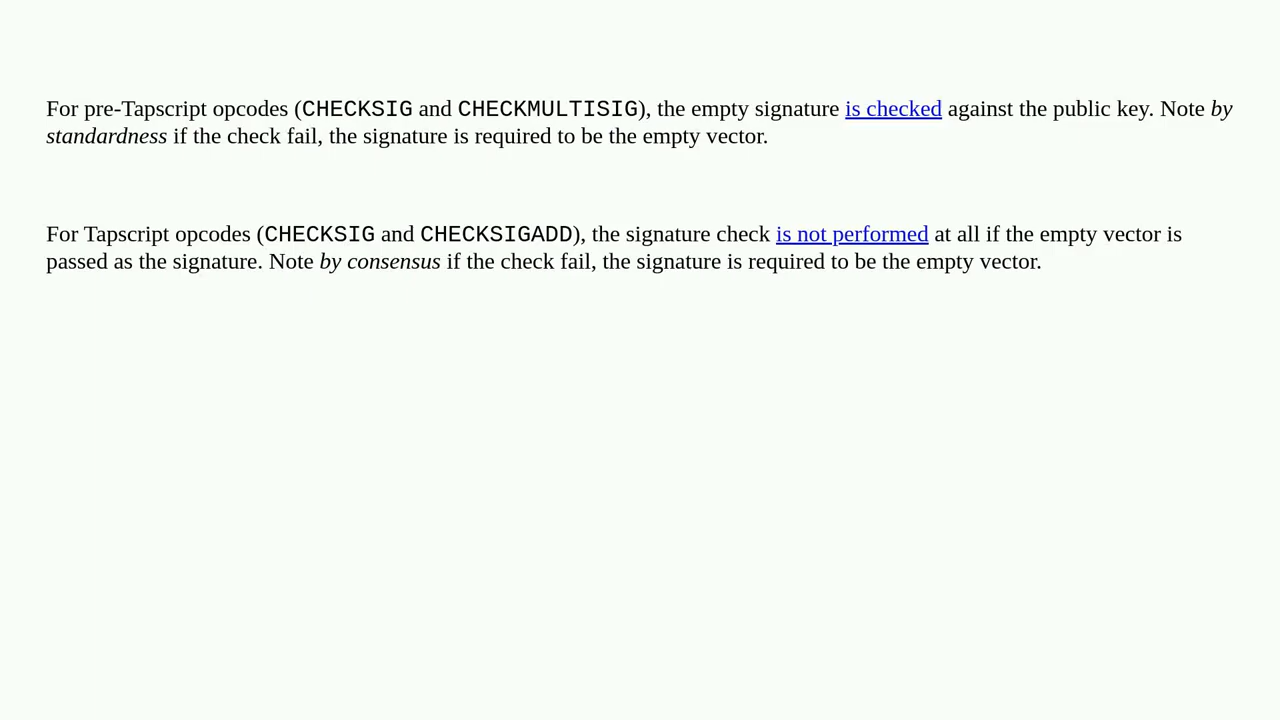 For pre-Tapscript opcodes (CHECKSIG and CHECKMULTISIG), the empty signature is checked against the public key. Note by
standardness if the check fail, the signature is required to be the empty vector.
For Tapscript opcodes (CHECKSIG and CHECKSIGADD), the signature check is not performed at all if the empty vector is
passed as the signature. Note by consensus if the check fail, the signature is required to be the empty vector.